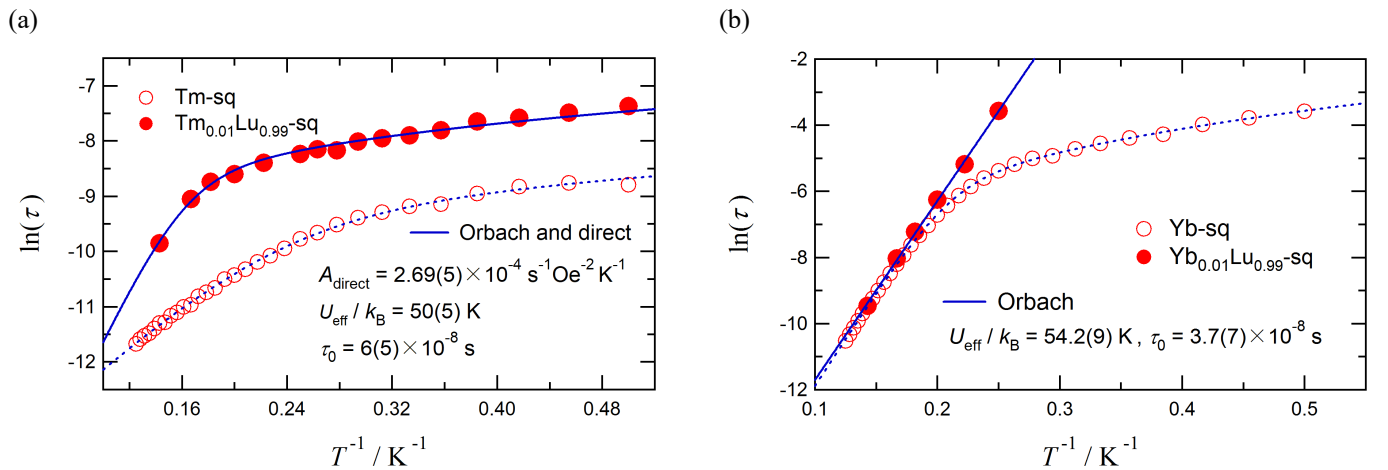 (a)
-7
-8
-9
-10
-11
-12
ln(τ)
Tm-sq
Tm0.01Lu0.99-sq
Orbach and direct
Adirect = 2.69(5)×10-4 s-1Oe-2 K-1
Ueff / kB = 50(5) K
τ0 = 6(5)×10-8 s
0.16 0.24 0.32 0.40 0.48
T-1 / K-1
(b)
-2
-4
-6
-8
-10
-12
ln(τ)
Yb-sq
Yb0.01Lu0.99-sq
Orbach
Ueff / kB = 54.2(9) K , τ0 = 3.7(7)×10-8 s
0.1 0.2 0.3 0.4 0.5
T-1 / K-1